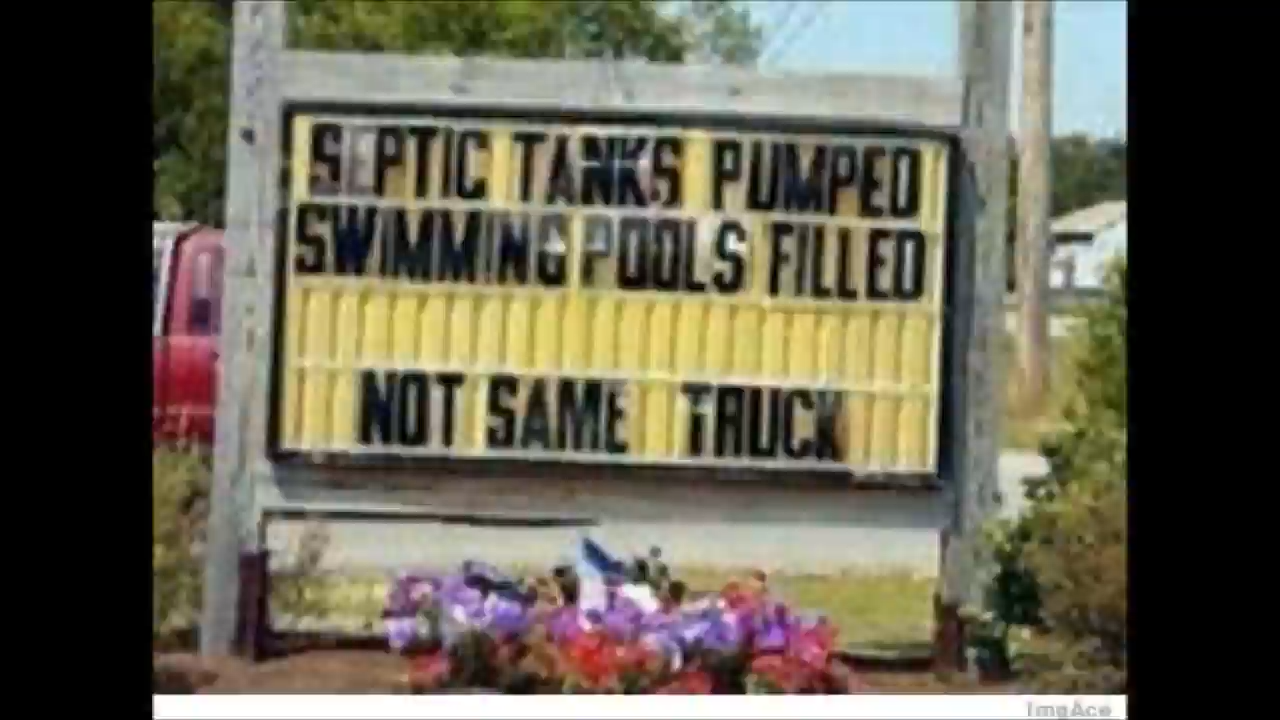 SEPTIC TANKS PUMPED
SWIMMING POOLS FILLED
NOT SAME TRUCK
ImgAce